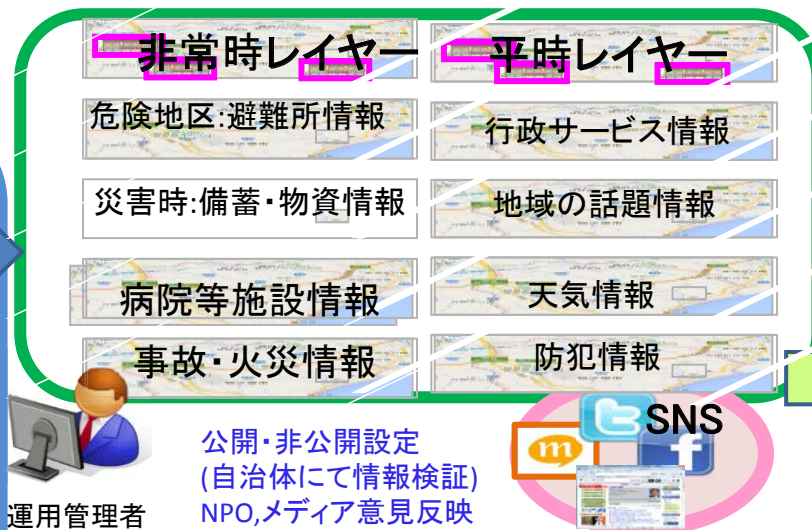 非常時レイヤー
平時レイヤー
危険地区:避難所情報
行政サービス情報
災害時:備蓄・物資情報
地域の話題情報
病院等施設情報
天気情報
事故・火災情報
防犯情報
SNS
公開・非公開設定
(自治体にて情報検証)
NPO,メディア意見反映
運用管理者